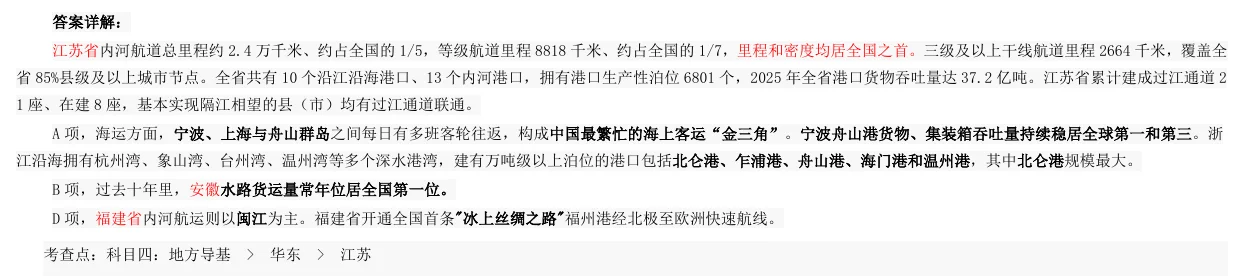 答案详解：
江苏省内河航道总里程约 2.4 万千米、约占全国的 1/5，等级航道里程 8818 千米、约占全国的 1/7，里程和密度均居全国之首。三级及以上干线航道里程 2664 千米，覆盖全
省 85%县级及以上城市节点。全省共有 10 个沿江沿海港口、13 个内河港口，拥有港口生产性泊位 6801 个，2025 年全省港口货物吞吐量达 37.2 亿吨。江苏省累计建成过江通道 2
1 座、在建 8 座，基本实现隔江相望的县（市）均有过江通道联通。
A 项，海运方面，宁波、上海与舟山群岛之间每日有多班客轮往返，构成中国最繁忙的海上客运“金三角”。宁波舟山港货物、集装箱吞吐量持续稳居全球第一和第三。浙
江沿海拥有杭州湾、象山湾、台州湾、温州湾等多个深水港湾，建有万吨级以上泊位的港口包括北仑港、乍浦港、舟山港、海门港和温州港，其中北仑港规模最大。
B 项，过去十年里，安徽水路货运量常年位居全国第一位。
D 项，福建省内河航运则以闽江为主。福建省开通全国首条"冰上丝绸之路"福州港经北极至欧洲快速航线。
考查点：科目四：地方导基 > 华东 > 江苏